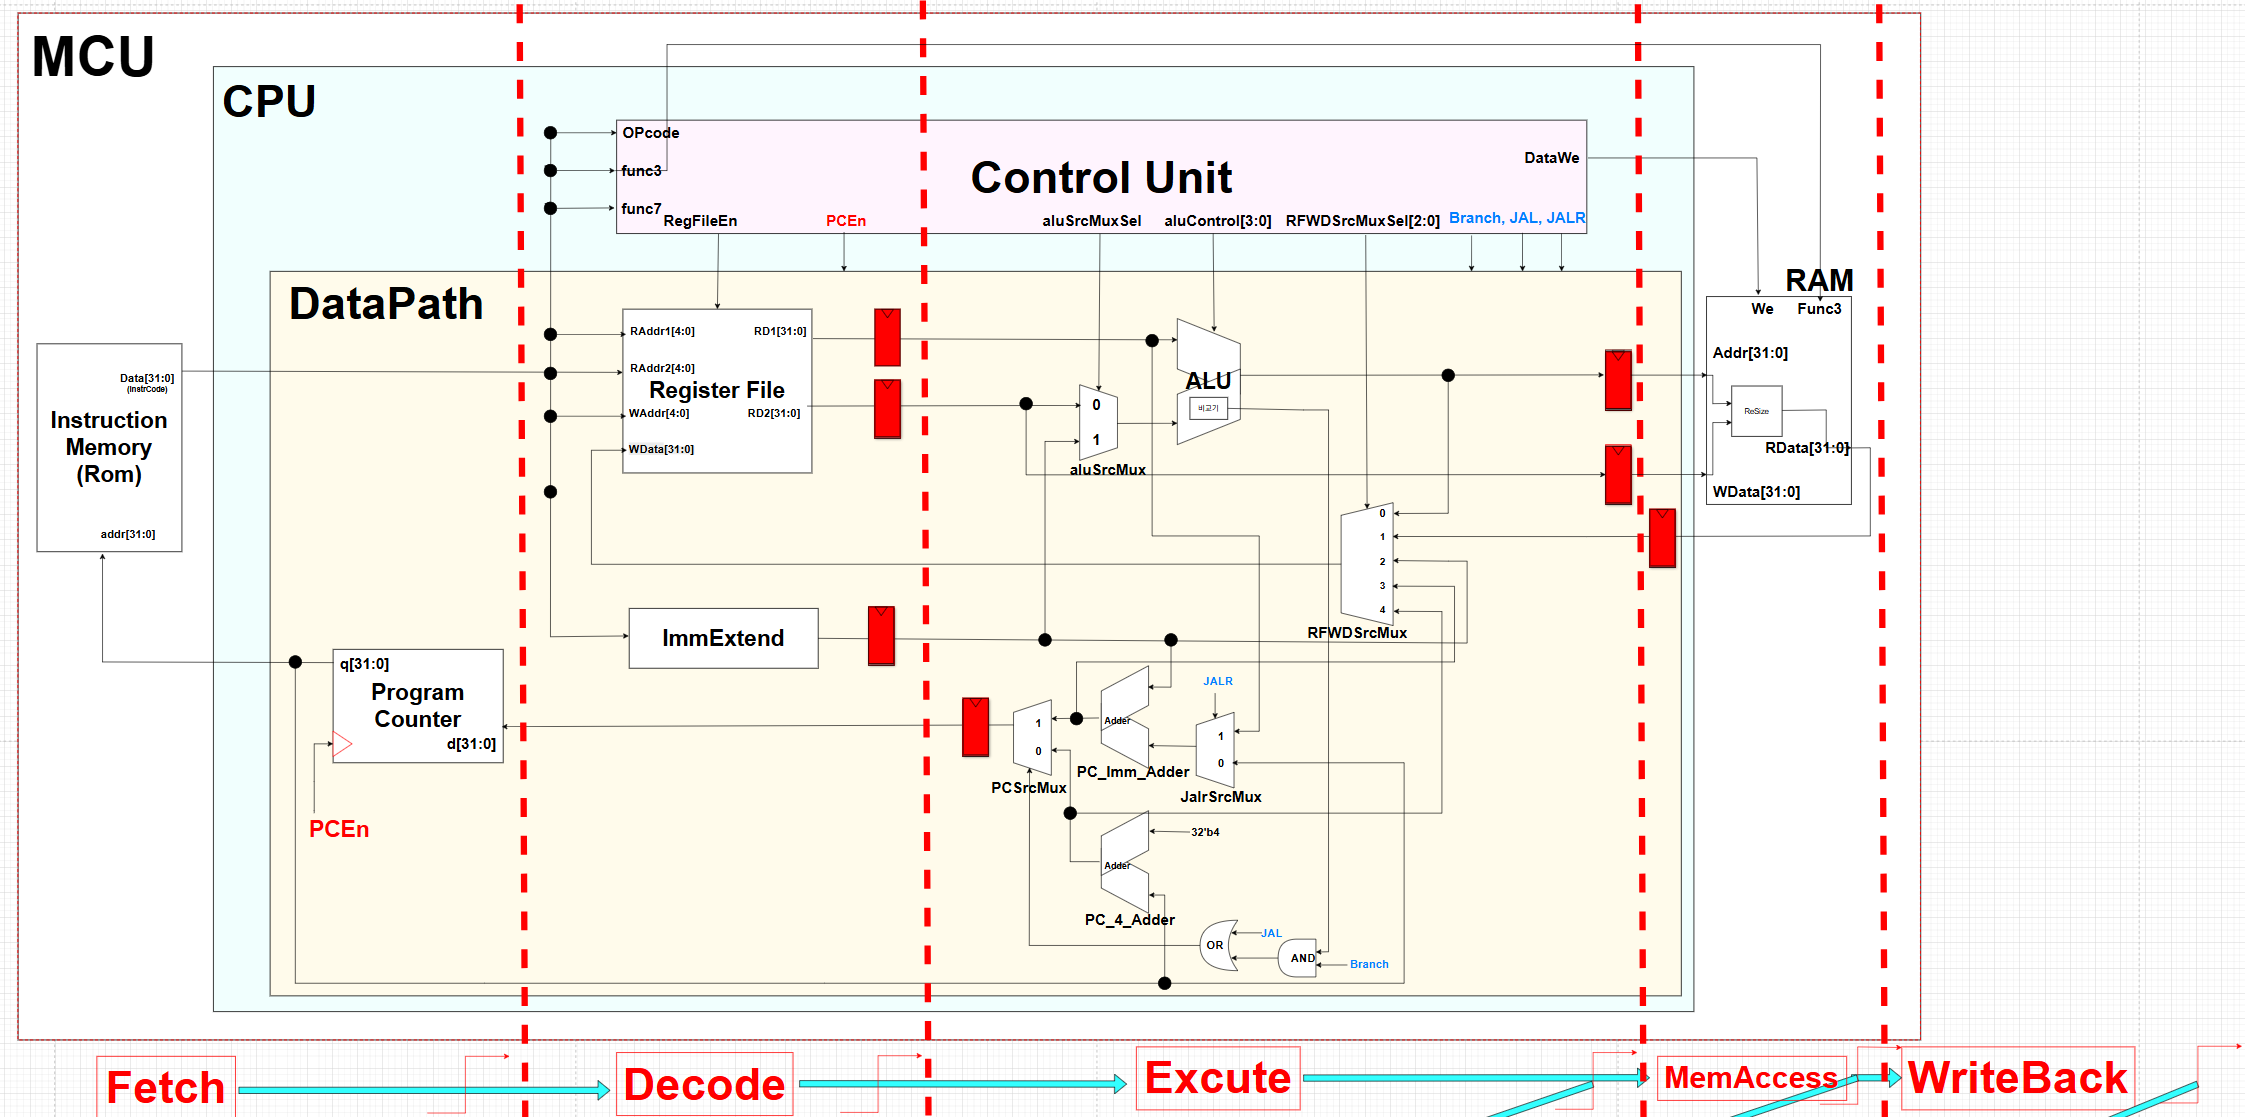 MCU
CPU
OPcode
func3
func7
Control Unit
DataWe
RegFileEn
PCEn
aluSrcMuxSel
aluControl[3:0]
RFWDSrcMuxSel[2:0]
Branch, JAL, JALR
DataPath
RAM
We
Func3
Addr[31:0]
ReSize
RData[31:0]
WData[31:0]
Data[31:0]
(InstrCode)
Instruction
Memory
(Rom)
addr[31:0]
RAddr1[4:0]
RD1[31:0]
RAddr2[4:0]
Register File
WAddr[4:0]
RD2[31:0]
WData[31:0]
ALU
비교기
0
1
aluSrcMux
0
1
2
3
4
RFWDSrcMux
ImmExtend
q[31:0]
Program
Counter
d[31:0]
PCEn
1
0
PCSrcMux
Adder
PC_Imm_Adder
JALR
1
0
JalrSrcMux
32'b4
Adder
PC_4_Adder
OR
JAL
AND
Branch
Fetch
Decode
Excute
MemAccess
WriteBack